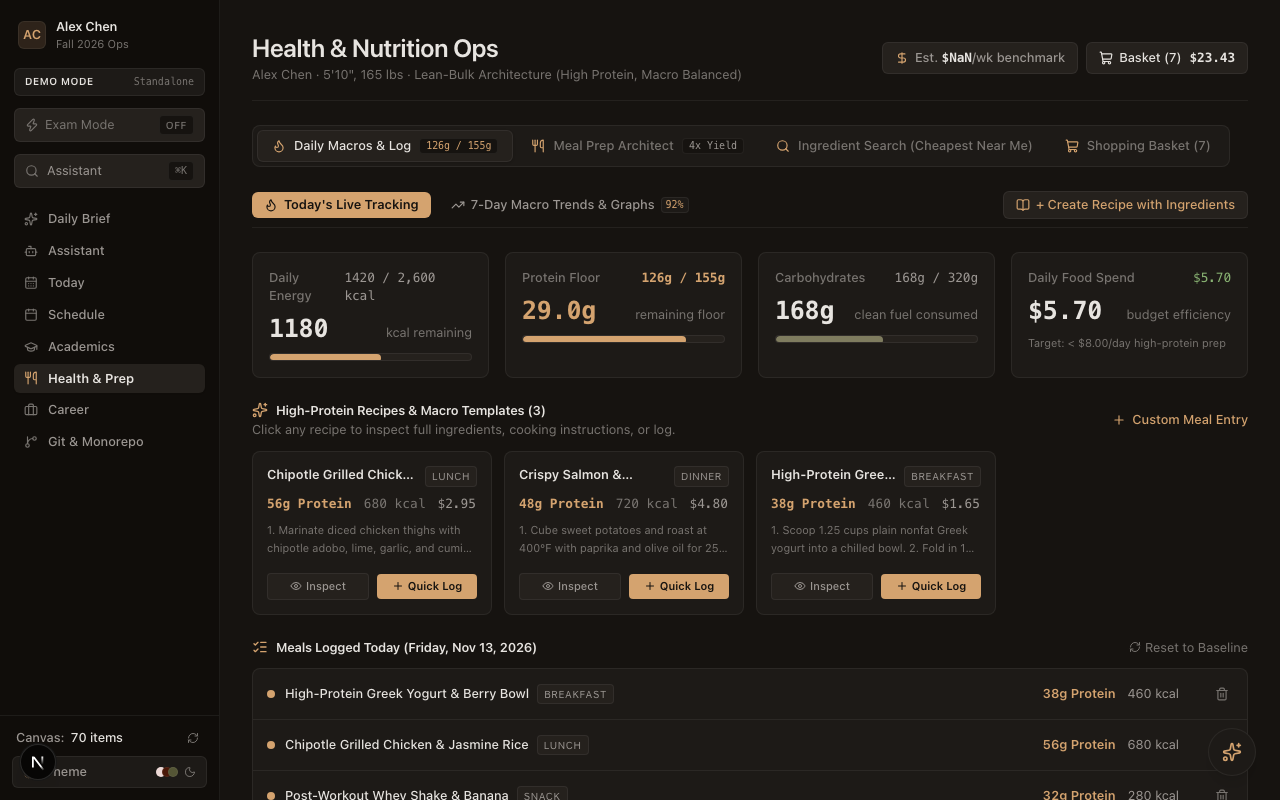 AC
Alex Chen
Fall 2026 Ops
DEMO MODE
Standalone
Exam Mode
OFF
Assistant
⌘K
Daily Brief
Assistant
Today
Schedule
Academics
Health & Prep
Career
Git & Monorepo
Canvas: 70 items
N
heme
Health & Nutrition Ops
Alex Chen · 5'10", 165 lbs · Lean-Bulk Architecture (High Protein, Macro Balanced)
Est. $NaN/wk benchmark
Basket (7) $23.43
Daily Macros & Log 126g / 155g
Meal Prep Architect 4x Yield
Ingredient Search (Cheapest Near Me)
Shopping Basket (7)
Today's Live Tracking
7-Day Macro Trends & Graphs 92%
+ Create Recipe with Ingredients
Daily Energy
1420 / 2,600 kcal
1180 kcal remaining
Protein Floor 126g / 155g
29.0g remaining floor
Carbohydrates 168g / 320g
168g clean fuel consumed
Daily Food Spend $5.70
$5.70 budget efficiency
Target: < $8.00/day high-protein prep
High-Protein Recipes & Macro Templates (3)
Click any recipe to inspect full ingredients, cooking instructions, or log.
+ Custom Meal Entry
Chipotle Grilled Chick... LUNCH
56g Protein 680 kcal $2.95
1. Marinate diced chicken thighs with
chipotle adobo, lime, garlic, and cumi...
Inspect
+ Quick Log
Crispy Salmon &... DINNER
48g Protein 720 kcal $4.80
1. Cube sweet potatoes and roast at
400°F with paprika and olive oil for 25...
Inspect
+ Quick Log
High-Protein Gree... BREAKFAST
38g Protein 460 kcal $1.65
1. Scoop 1.25 cups plain nonfat Greek
yogurt into a chilled bowl. 2. Fold in 1...
Inspect
+ Quick Log
Meals Logged Today (Friday, Nov 13, 2026)
Reset to Baseline
High-Protein Greek Yogurt & Berry Bowl BREAKFAST 38g Protein 460 kcal
Chipotle Grilled Chicken & Jasmine Rice LUNCH 56g Protein 680 kcal
Post-Workout Whey Shake & Banana SNACK 32g Protein 280 kcal